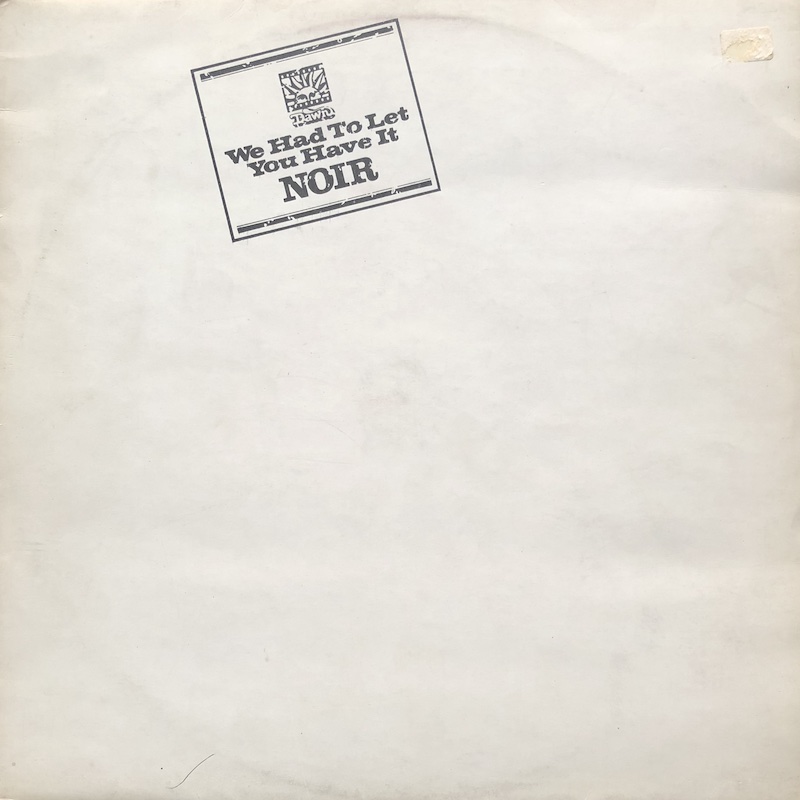 Dawn
We Had To Let
You Have It
NOIR